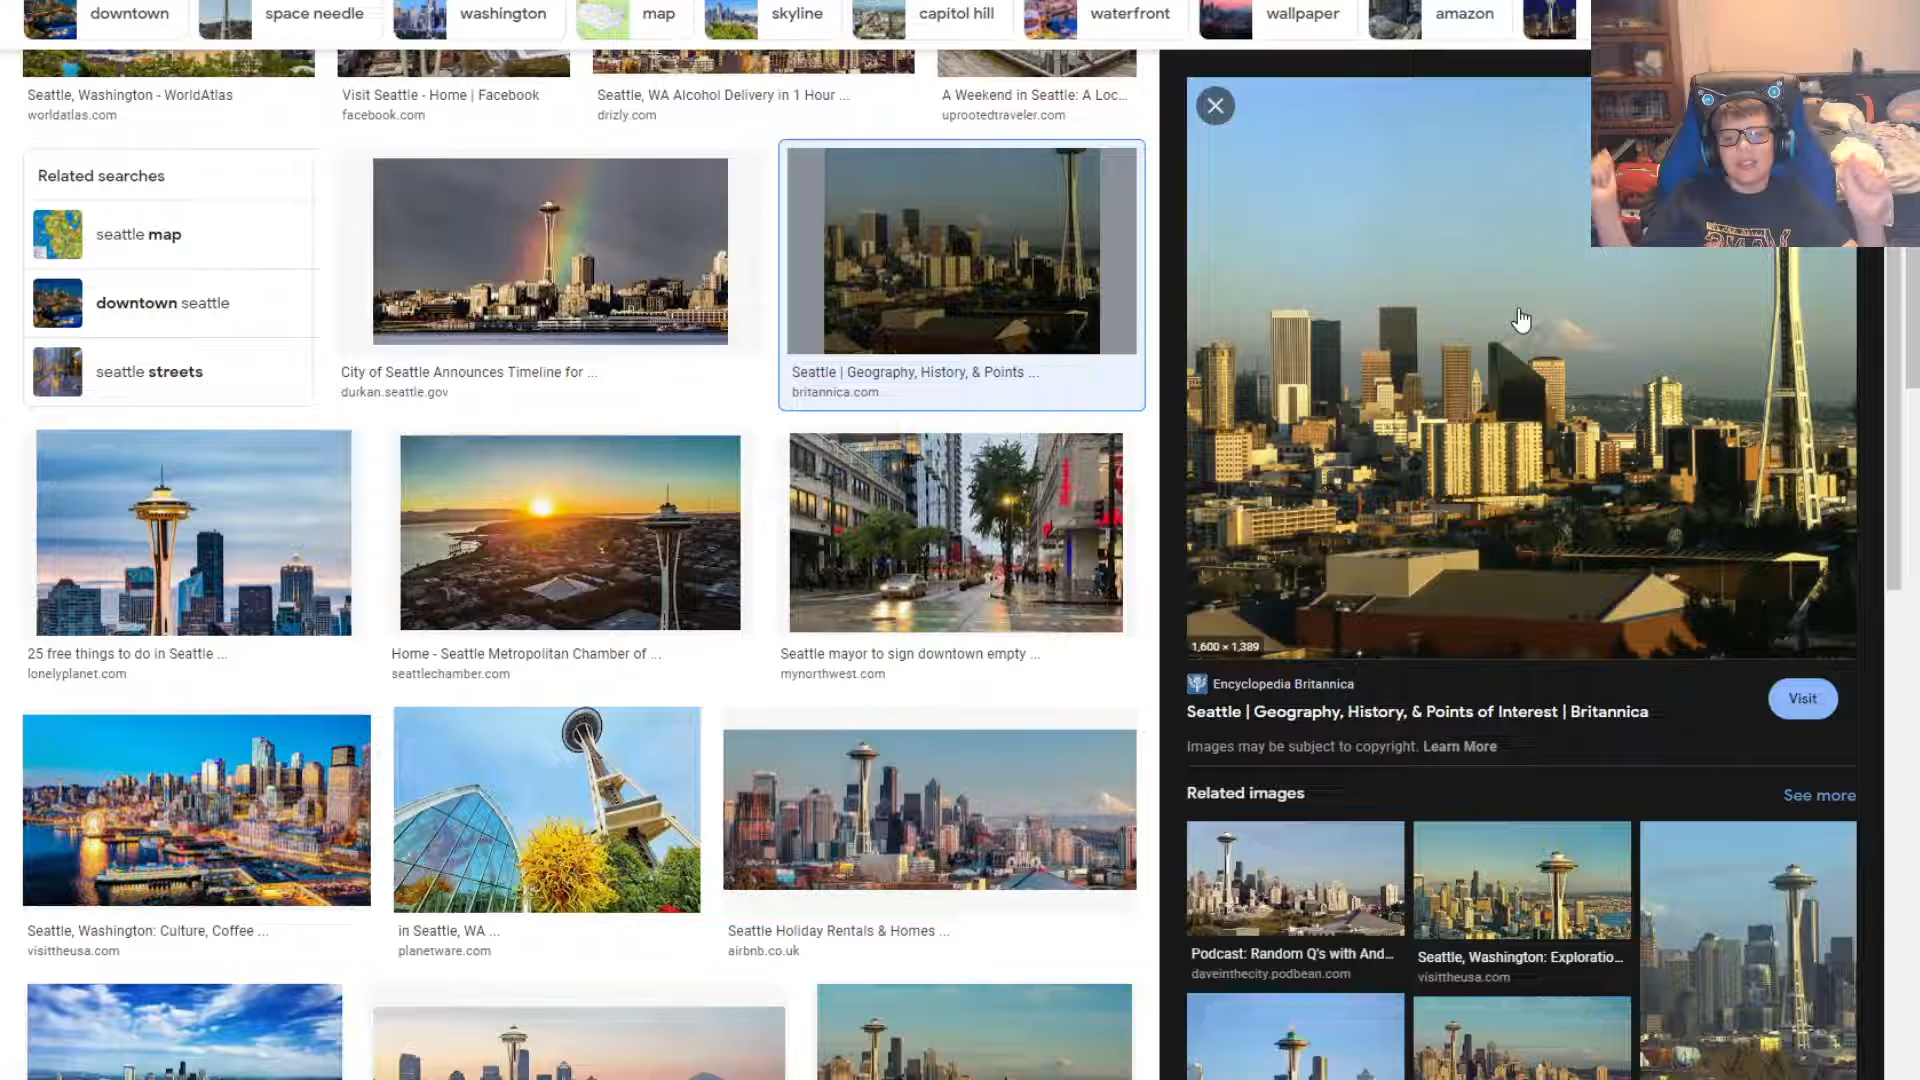 downtown
space needle
washington
map
skyline
capitol hill
waterfront
wallpaper
amazon
Seattle, Washington - WorldAtlas
worldatlas.com
Visit Seattle - Home | Facebook
facebook.com
Seattle, WA Alcohol Delivery in 1 Hour ...
drizly.com
A Weekend in Seattle: A Loc...
uprootedtraveler.com
Related searches
seattle map
downtown seattle
seattle streets
City of Seattle Announces Timeline for ...
durkan.seattle.gov
Seattle | Geography, History, & Points ...
britannica.com
25 free things to do in Seattle ...
lonelyplanet.com
Home - Seattle Metropolitan Chamber of ...
seattlechamber.com
Seattle mayor to sign downtown empty ...
mynorthwest.com
Seattle, Washington: Culture, Coffee ...
visittheusa.com
in Seattle, WA ...
planetware.com
Seattle Holiday Rentals & Homes ...
airbnb.co.uk
1,600 × 1,389
Encyclopedia Britannica
Visit
Seattle | Geography, History, & Points of Interest | Britannica
Images may be subject to copyright. Learn More
Related images
See more
Podcast: Random Q's with And...
daveinthecity.podbean.com
Seattle, Washington: Exploratio...
visittheusa.com